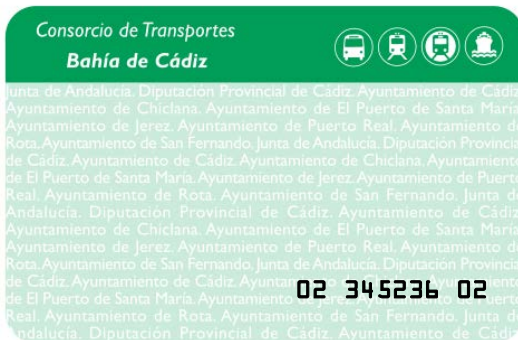 Consorcio de Transportes
Bahía de Cádiz
Junta de Andalucía. Diputación Provincial de Cádiz. Ayuntamiento de Cádiz
Ayuntamiento de Chiclana. Ayuntamiento de El Puerto de Santa María
Ayuntamiento de Jerez. Ayuntamiento de Puerto Real. Ayuntamiento de
Rota. Ayuntamiento de San Fernando. Junta de Andalucía. Diputación Provincia
de Cádiz. Ayuntamiento de Cádiz. Ayuntamiento de Chiclana. Ayuntamiento
de El Puerto de Santa María. Ayuntamiento de Jerez. Ayuntamiento de Puerto
Real. Ayuntamiento de Rota. Ayuntamiento de San Fernando. Junta de
Andalucía. Diputación Provincial de Cádiz. Ayuntamiento de Cádiz
Ayuntamiento de Chiclana. Ayuntamiento de El Puerto de Santa María
Ayuntamiento de Jerez. Ayuntamiento de Puerto Real. Ayuntamiento de
Rota. Ayuntamiento de San Fernando. Junta de Andalucía. Diputación Provincia
de Cádiz. Ayuntamiento de Cádiz. Ayuntamiento
02 345236 02
de El Puerto de Santa María. Ayuntamiento
Real. Ayuntamiento de Rota. Ayuntamiento de San Fernando. Junta de
Andalucía. Diputación Provincial de Cádiz. Ayuntamiento de Cádiz